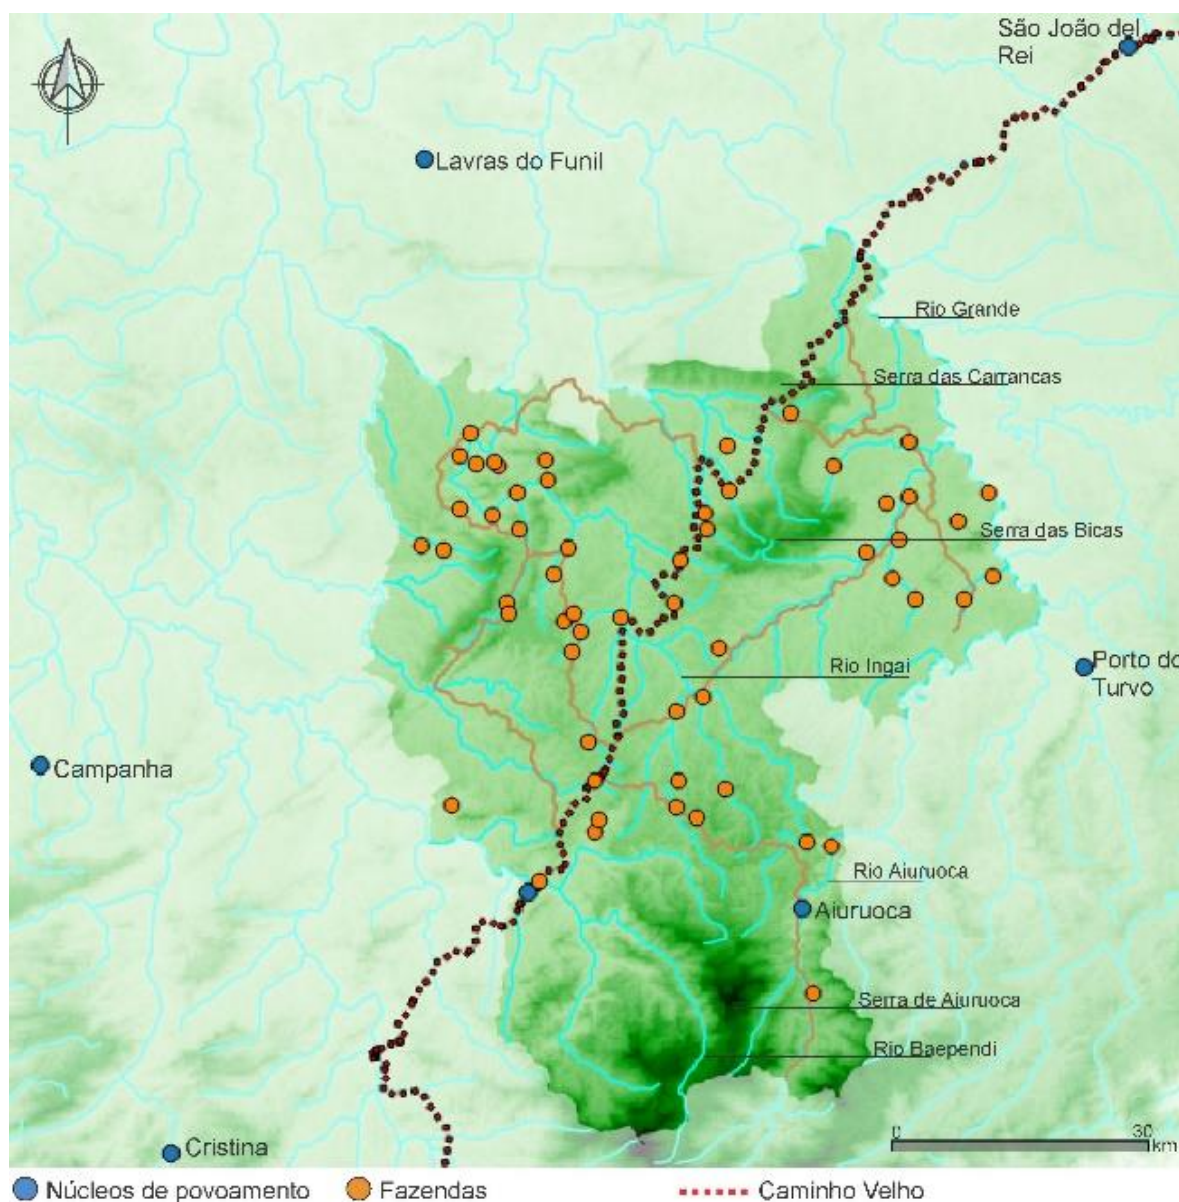 São João del
Rei
Lavras do Funil
Rio Grande
Serra das Carrancas
Serra das Bicas
Rio Ingai
Porto do
Turvo
Campanha
Rio Aiuruoca
Aiuruoca
Serra de Aiuruoca
Rio Baependi
Cristina
0 30
km
Núcleos de povoamento Fazendas Caminho Velho